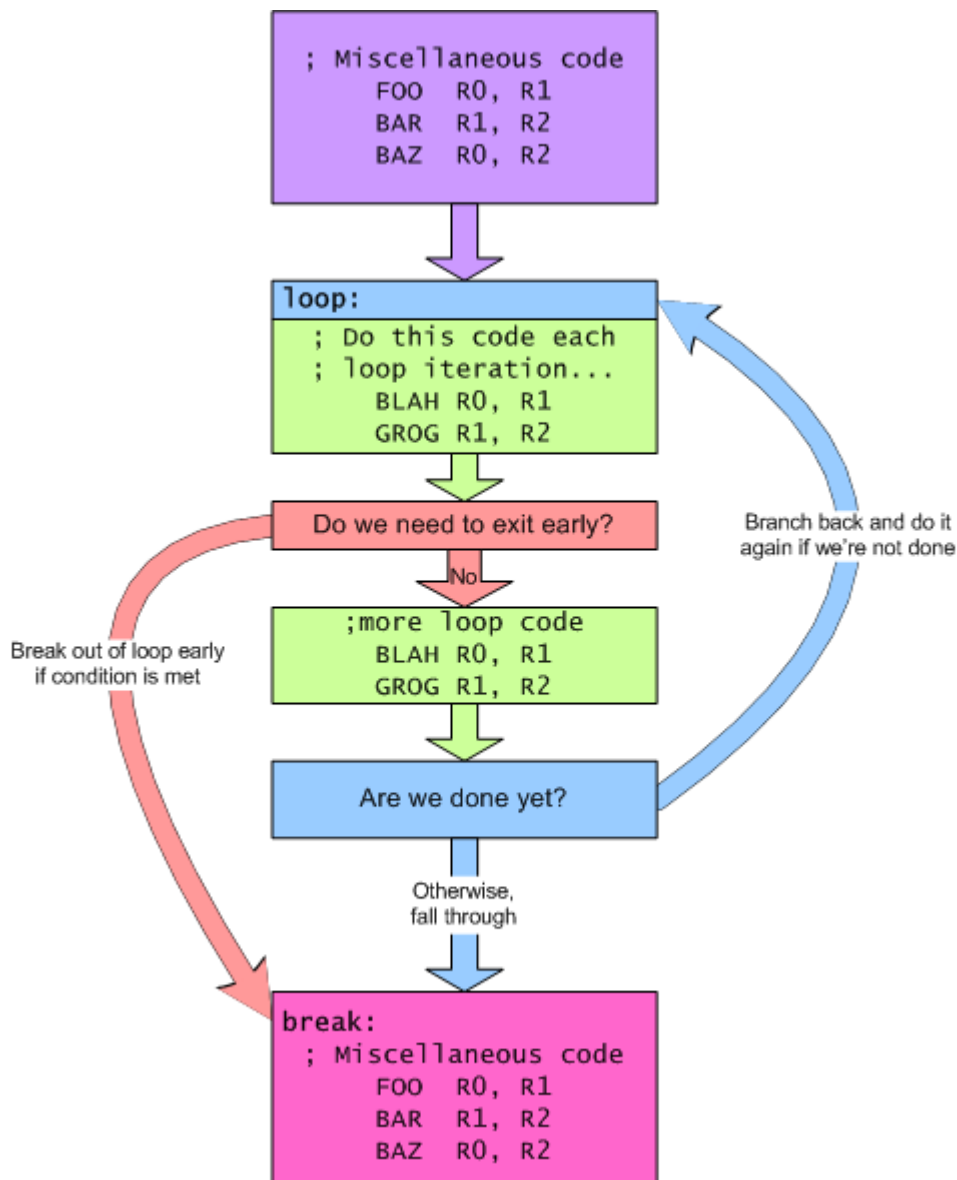 ; Miscellaneous code
FOO R0, R1
BAR R1, R2
BAZ R0, R2
loop:
; Do this code each
; loop iteration...
BLAH R0, R1
GROG R1, R2
Do we need to exit early?
No
Branch back and do it
again if we're not done
;more loop code
BLAH R0, R1
GROG R1, R2
Break out of loop early
if condition is met
Are we done yet?
Otherwise,
fall through
break:
; Miscellaneous code
FOO R0, R1
BAR R1, R2
BAZ R0, R2